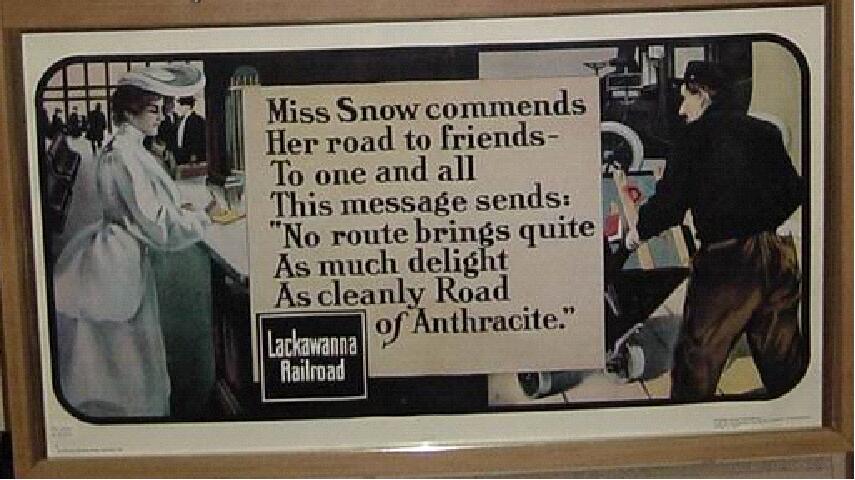 Miss Snow commends
Her road to friends-
To one and all
This message sends:
"No route brings quite
As much delight
As cleanly Road
of Anthracite."
Lackawanna
Railroad